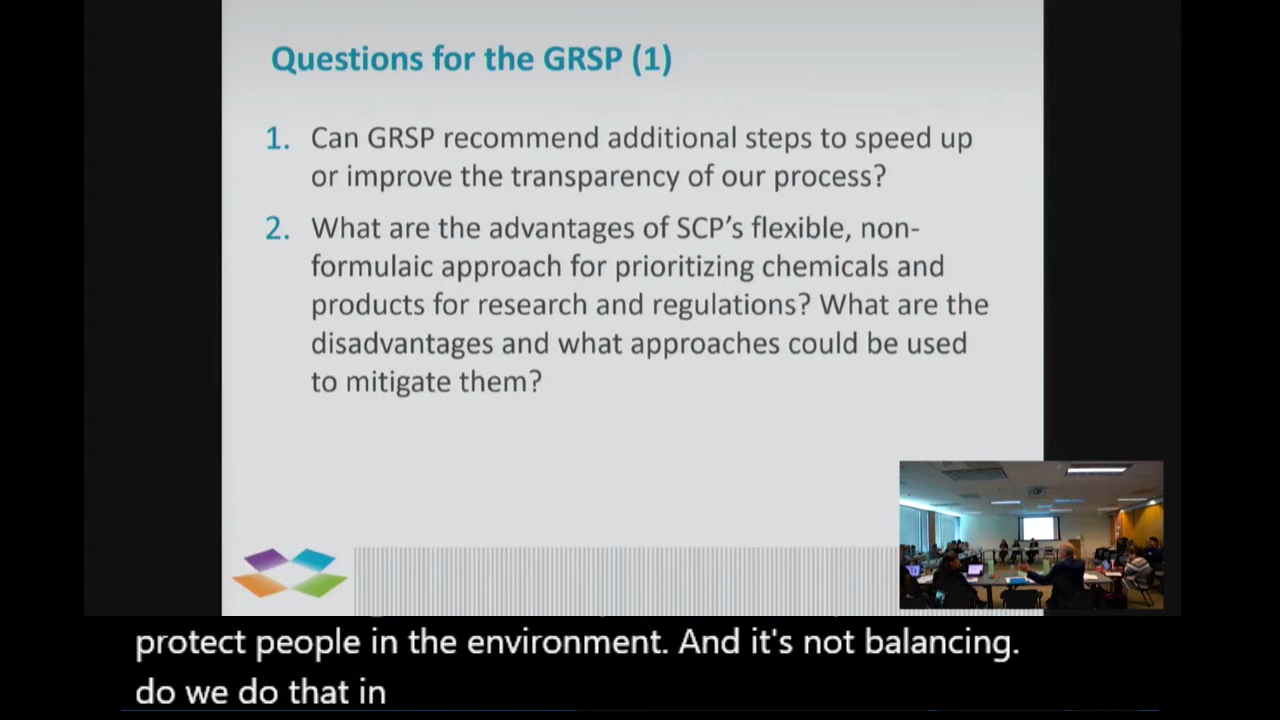 Questions for the GRSP (1)
1. Can GRSP recommend additional steps to speed up
or improve the transparency of our process?
2. What are the advantages of SCP’s flexible, non-
formulaic approach for prioritizing chemicals and
products for research and regulations? What are the
disadvantages and what approaches could be used
to mitigate them?
protect people in the environment. And it's not balancing.
do we do that in